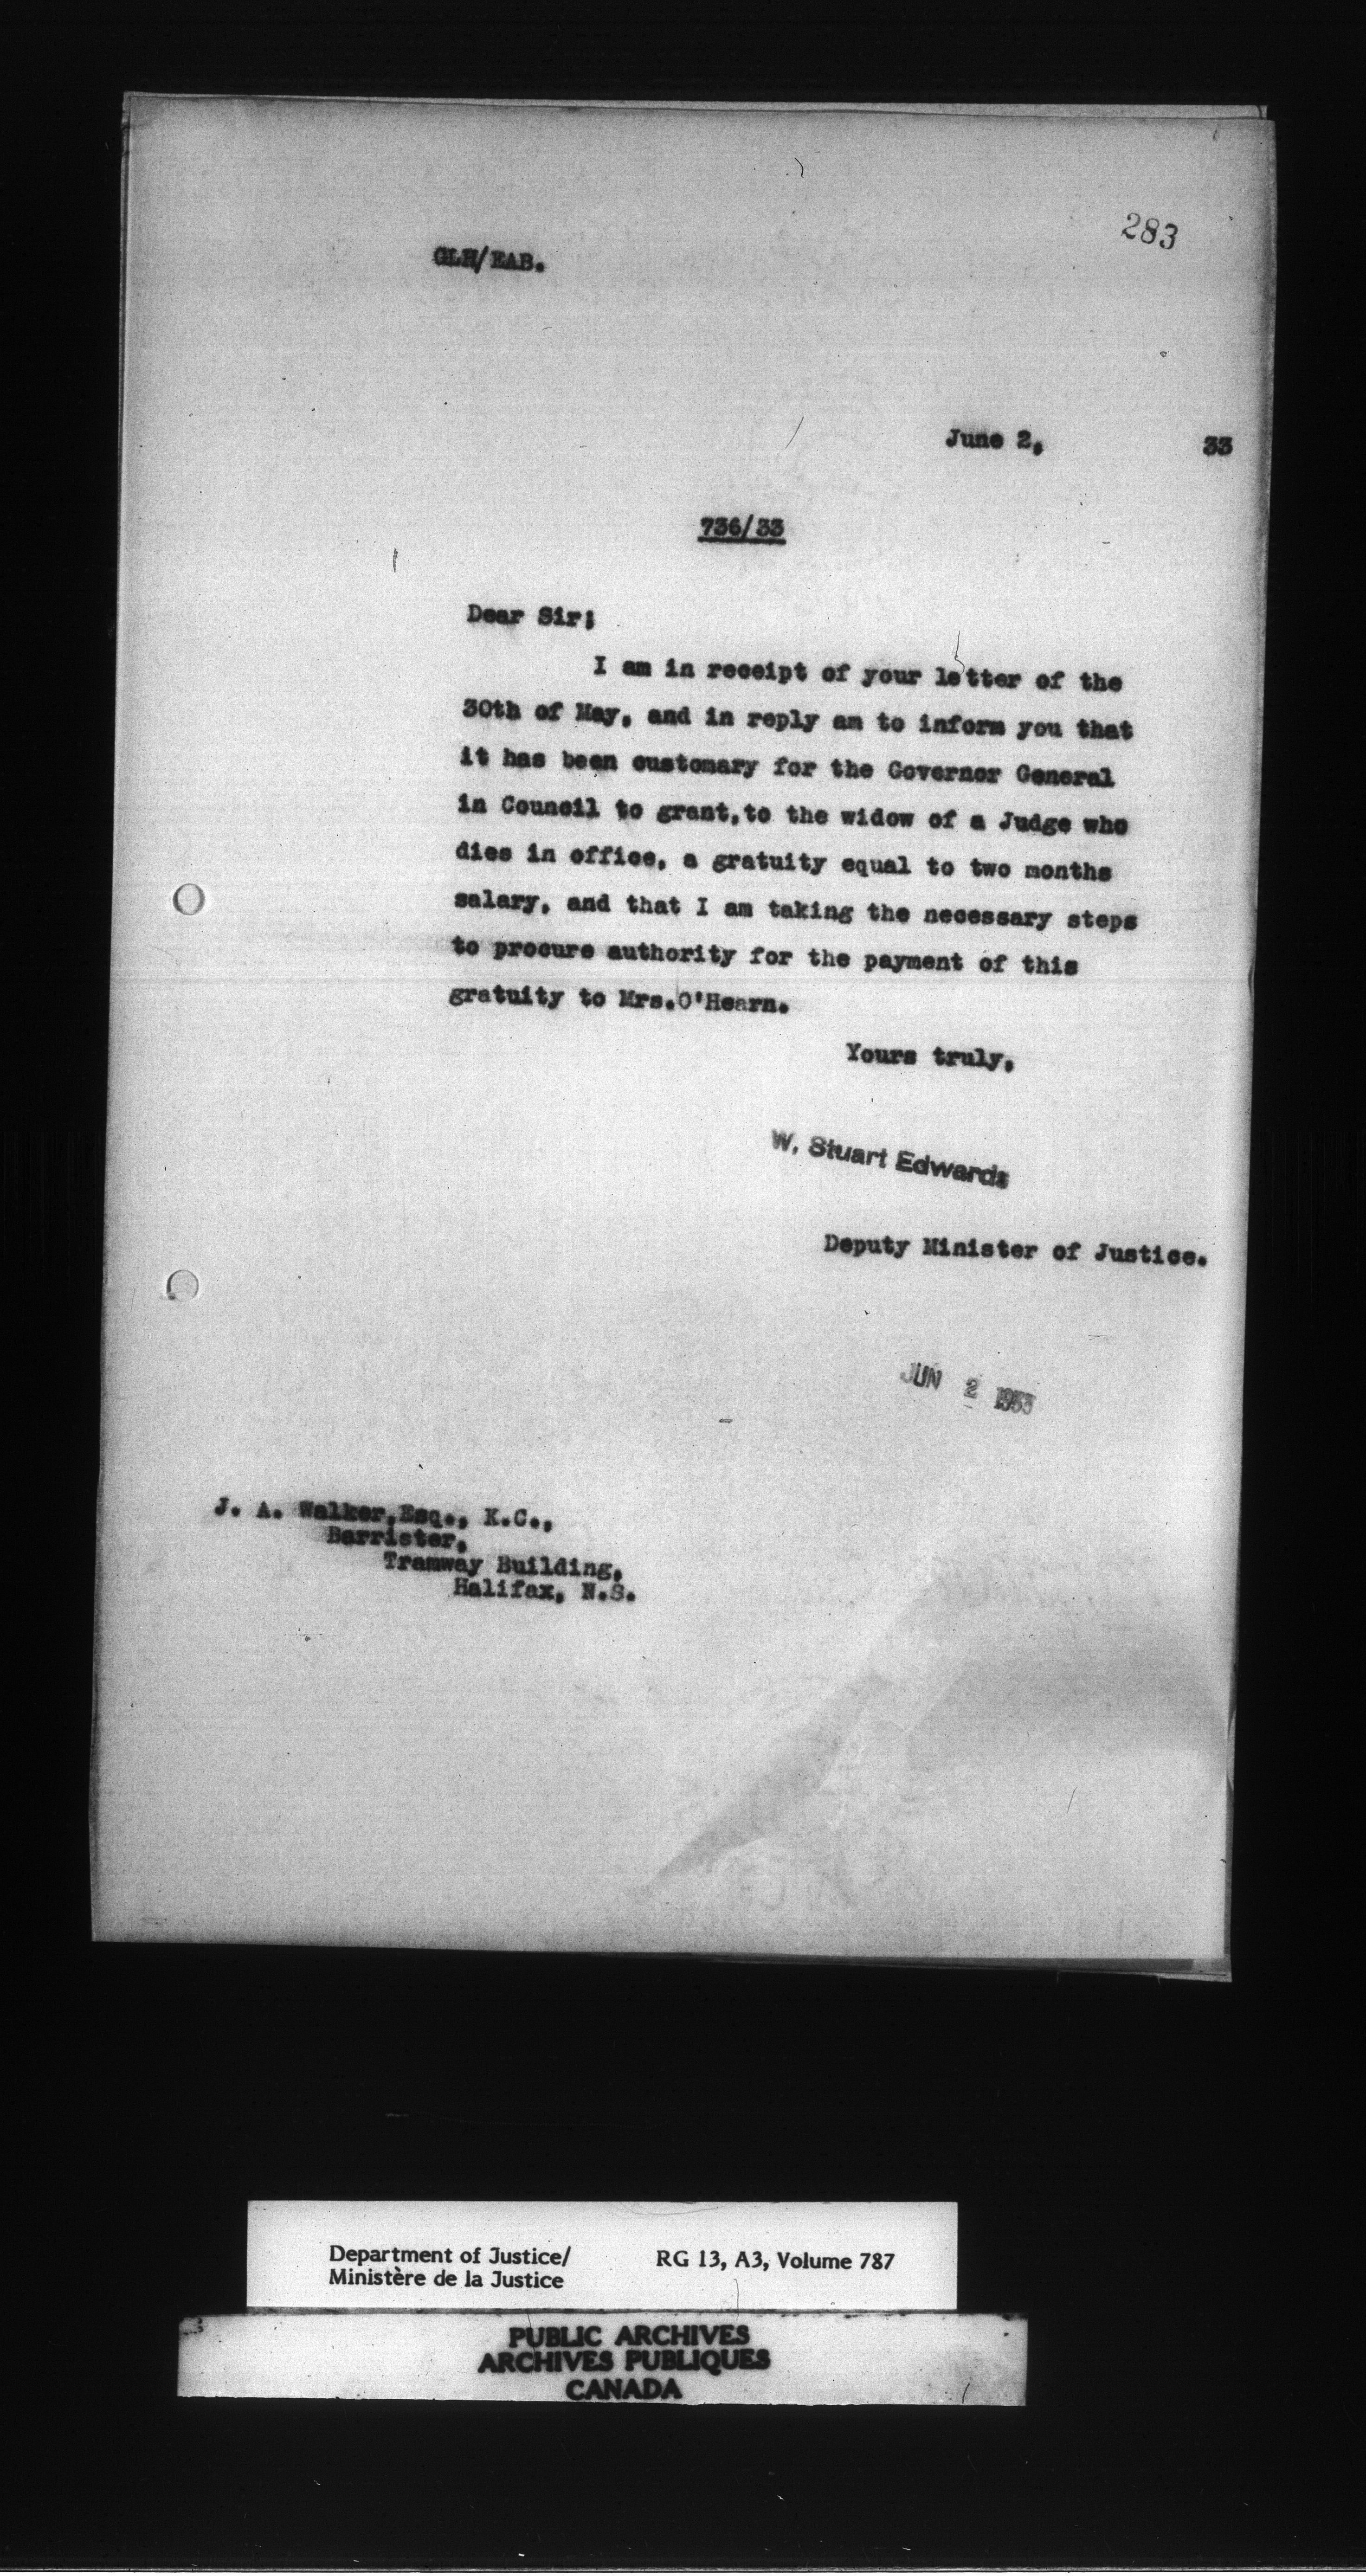 283
GLH/EAB.
June 2, 33
736/33
Dear Sir;
I am in receipt of your letter of the
30th of May, and in reply am to inform you that
it has been customary for the Governor General
in Council to grant,to the widow of a Judge who
dies in office, a gratuity equal to two months
salary, and that I am taking the necessary steps
to procure authority for the payment of this
gratuity to Mrs.O'Hearn.
Yours truly,
W. Stuart Edwards
Deputy Minister of Justice.
JUN 2 1933
J. A. Walker,Esq., K.C.,
Barrister,
Tramway Building,
Halifax, N.S.
Department of Justice/ RG 13, A3, Volume 787
Ministère de la Justice
PUBLIC ARCHIVES
ARCHIVES PUBLIQUES
CANADA